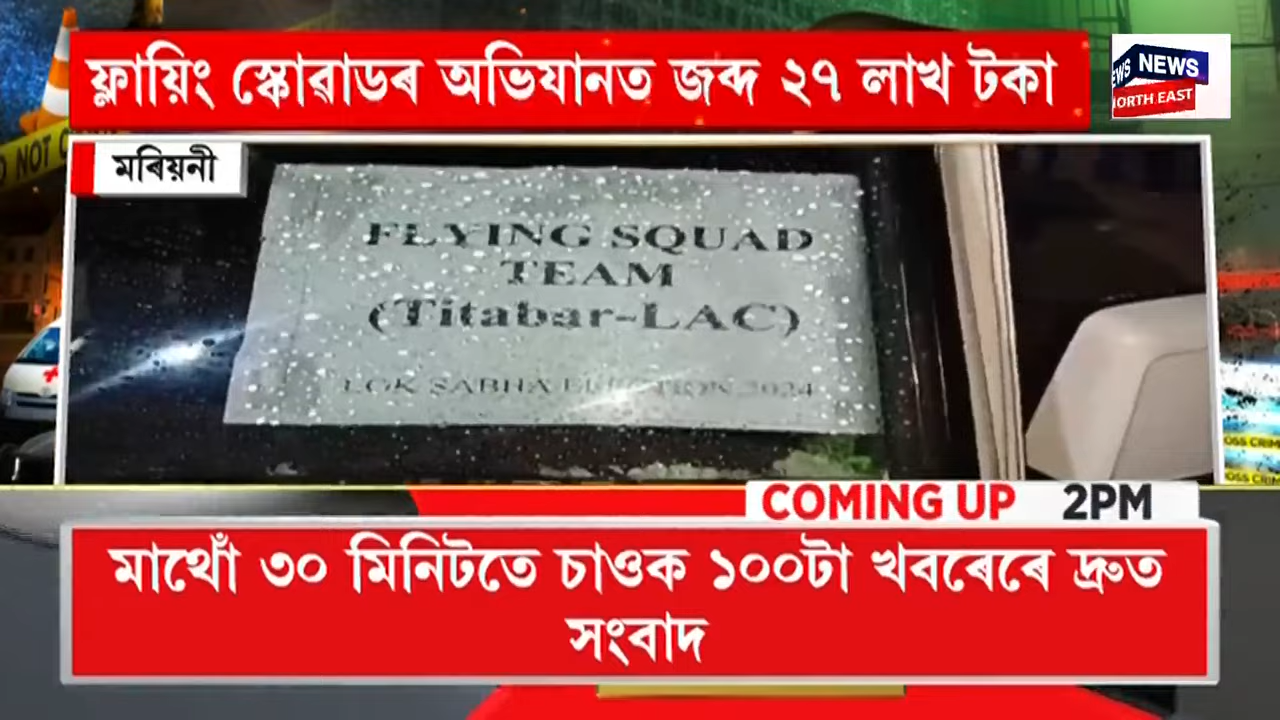 ফ্লায়িং স্কোৱাডৰ অভিযানত জব্দ ২৭ লাখ টকা
NEWS
NORTH EAST
মৰিয়নী
FLYING SQUAD
TEAM
(Titabar-LAC)
LOK SABHA ELECTION 2024
COMING UP 2PM
মাথোঁ ৩০ মিনিটতে চাওক ১০০টা খবৰেৰে দ্ৰুত
সংবাদ